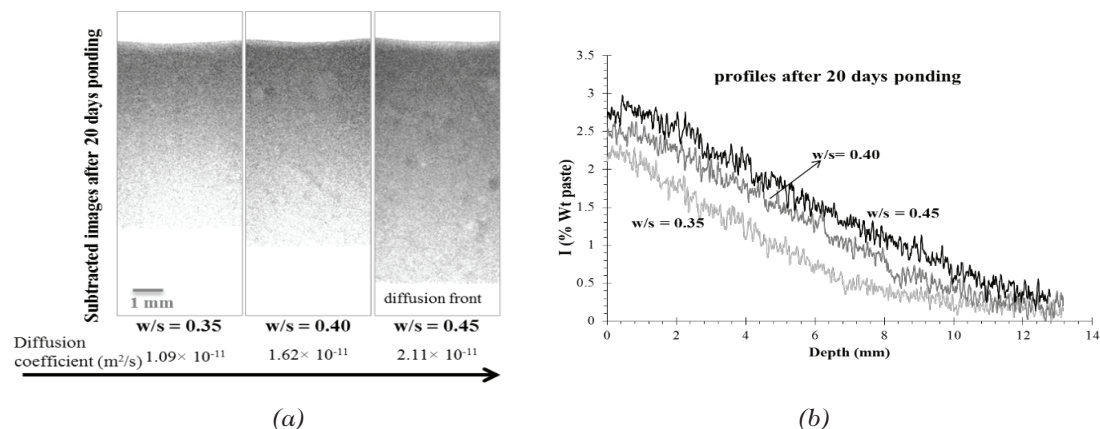 Subtracted images after 20 days ponding
1 mm
diffusion front
w/s = 0.35 w/s = 0.40 w/s = 0.45
Diffusion
coefficient (m²/s) 1.09× 10⁻¹¹ 1.62× 10⁻¹¹ 2.11× 10⁻¹¹
(a)
profiles after 20 days ponding
I (% Wt paste)
3.5
3
2.5
2
1.5
1
0.5
0
w/s= 0.40
w/s = 0.45
w/s = 0.35
0 2 4 6 8 10 12 14
Depth (mm)
(b)